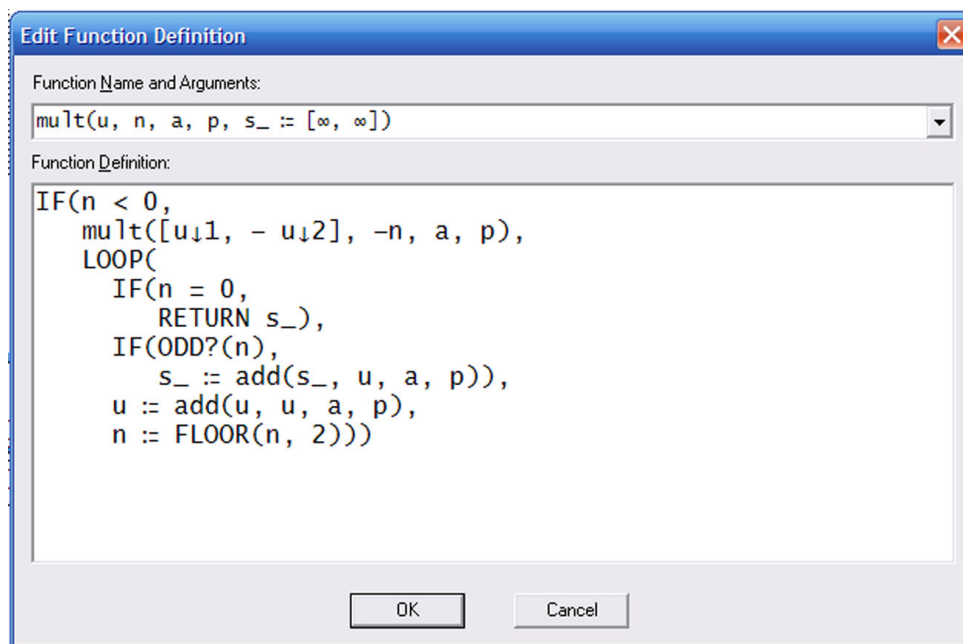 Edit Function Definition
Function Name and Arguments:
mult(u, n, a, p, s_ ≔ [∞, ∞])
Function Definition:
IF(n < 0,
mult([u↓1, - u↓2], -n, a, p),
LOOP(
IF(n = 0,
RETURN s_),
IF(ODD?(n),
s_ ≔ add(s_, u, a, p)),
u ≔ add(u, u, a, p),
n ≔ FLOOR(n, 2)))
OK Cancel